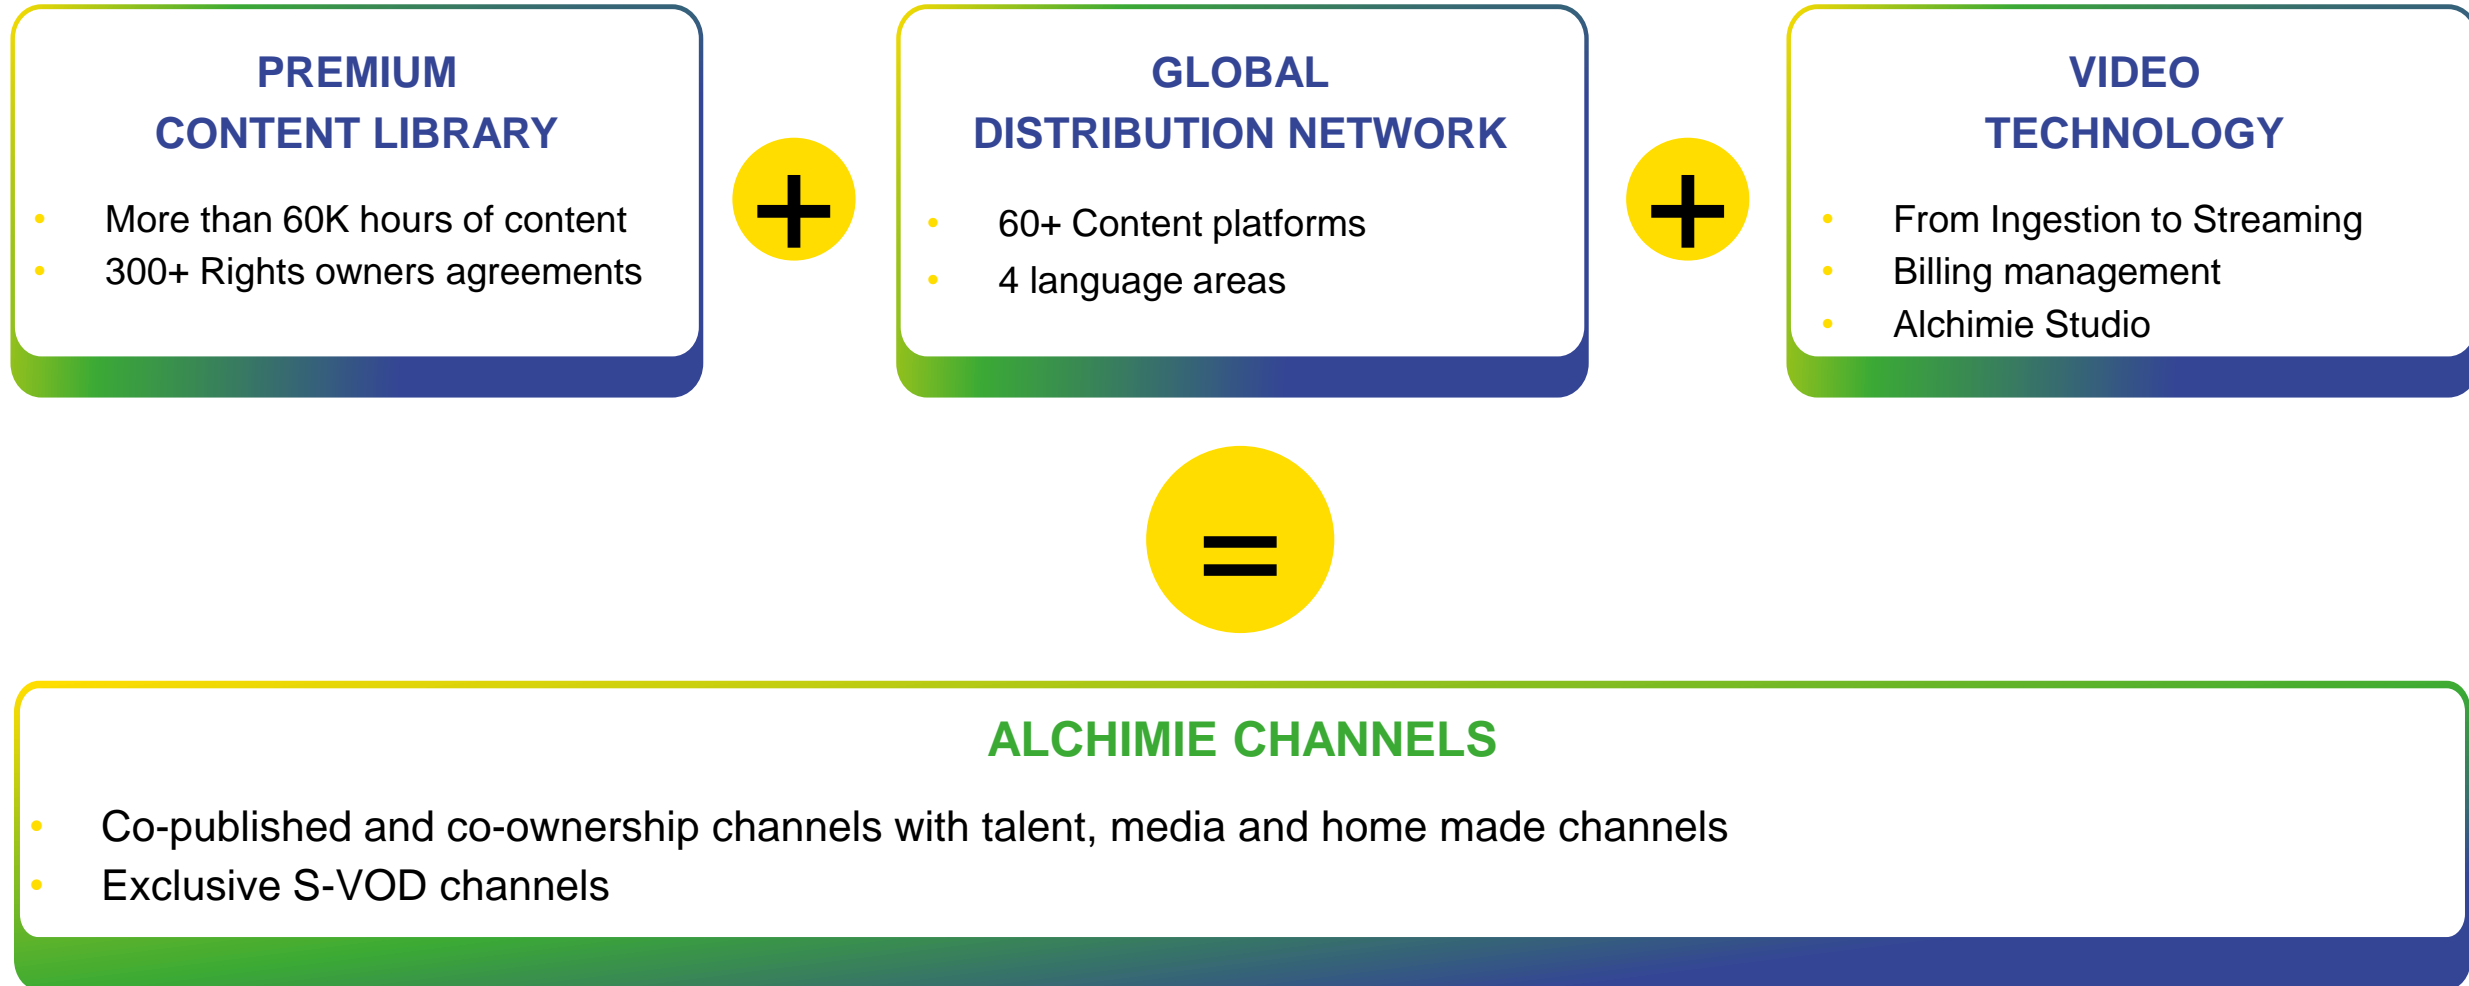 PREMIUM
CONTENT LIBRARY
• More than 60K hours of content
• 300+ Rights owners agreements
+
GLOBAL
DISTRIBUTION NETWORK
• 60+ Content platforms
• 4 language areas
+
VIDEO
TECHNOLOGY
• From Ingestion to Streaming
• Billing management
• Alchimie Studio
=
ALCHIMIE CHANNELS
• Co-published and co-ownership channels with talent, media and home made channels
• Exclusive S-VOD channels